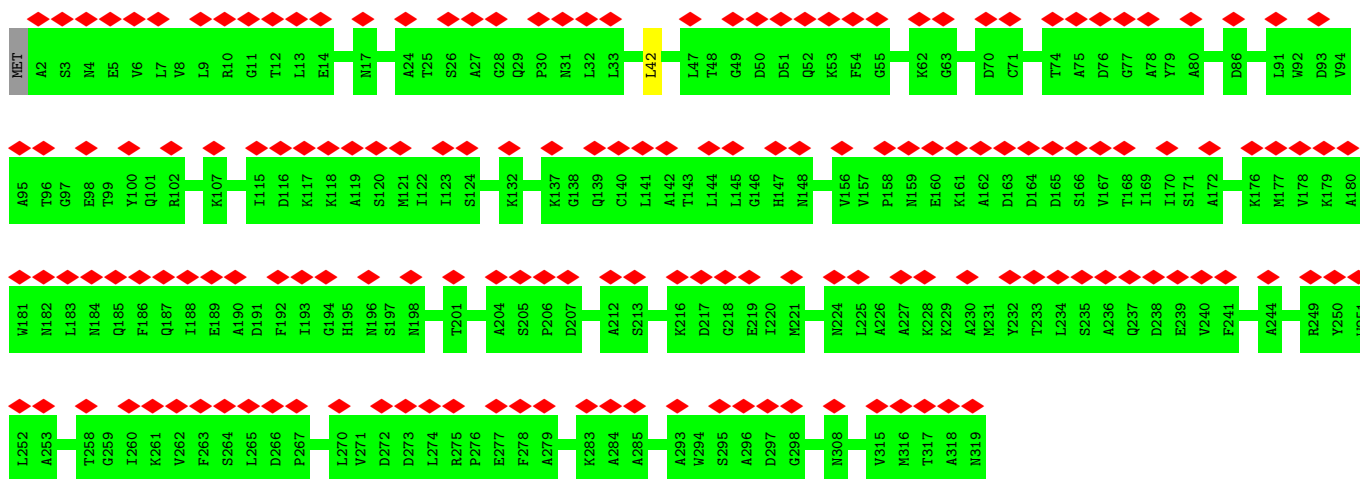 MET A2 S3 N4 E5 V6 L7 V8 L9 R10 G11 T12 L13 E14 N17 A24 T25 S26 A27 G28 Q29 P30 N31 L32 L33 L42 L47 T48 G49 D50 D51 Q52 K53 F54 G55 K62 G63 D70 C71 T74 A75 D76 G77 A78 Y79 A80 D86 L91 W92 D93 V94
A95 T96 G97 E98 T99 Y100 Q101 R102 K107 I115 D116 K117 K118 A119 S120 M121 I122 I123 S124 K132 K137 G138 Q139 C140 L141 A142 T143 L144 L145 G146 H147 N148 V156 V157 P158 N159 E160 K161 A162 D163 D164 D165 S166 V167 T168 I169 I170 S171 A172 K176 M177 V178 K179 A180
W181 N182 L183 N184 Q185 F186 Q187 I188 E189 A190 D191 F192 I193 G194 H195 N196 S197 N198 T201 A204 S205 P206 D207 A212 S213 K216 D217 G218 E219 I220 M221 N224 L225 A226 A227 K228 K229 A230 M231 Y232 T233 L234 S235 A236 Q237 D238 E239 V240 F241 A244 R249 Y250
L252 A253 T258 G259 I260 K261 V262 F263 S264 L265 D266 P267 L270 V271 D272 D273 L274 R275 P276 E277 F278 A279 K283 A284 A285 A293 W294 S295 A296 D297 G298 N308 V315 M316 T317 A318 N319